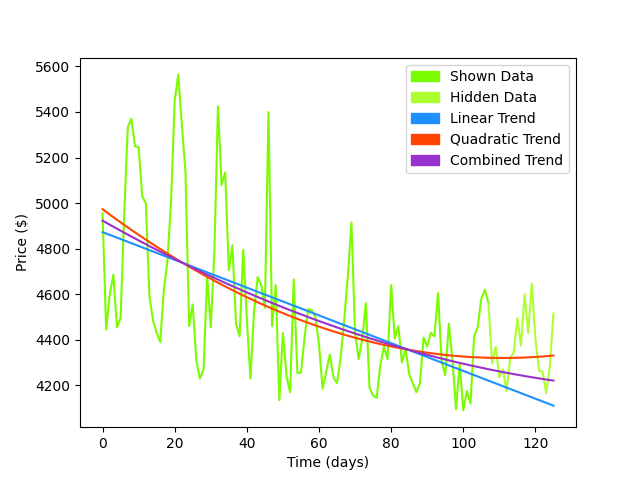 5600
5400
5200
5000
4800
4600
4400
4200
Price ($)
0
20
40
60
80
100
120
Time (days)
Shown Data
Hidden Data
Linear Trend
Quadratic Trend
Combined Trend